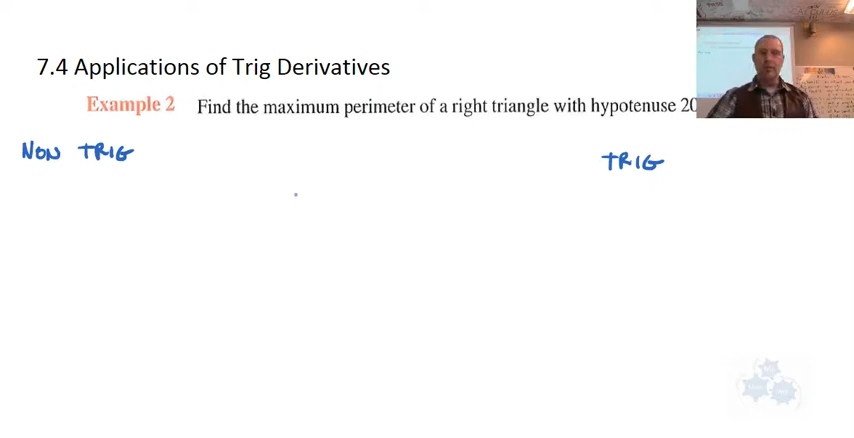 7.4 Applications of Trig Derivatives
Example 2 Find the maximum perimeter of a right triangle with hypotenuse 20
NON TRIG
TRIG